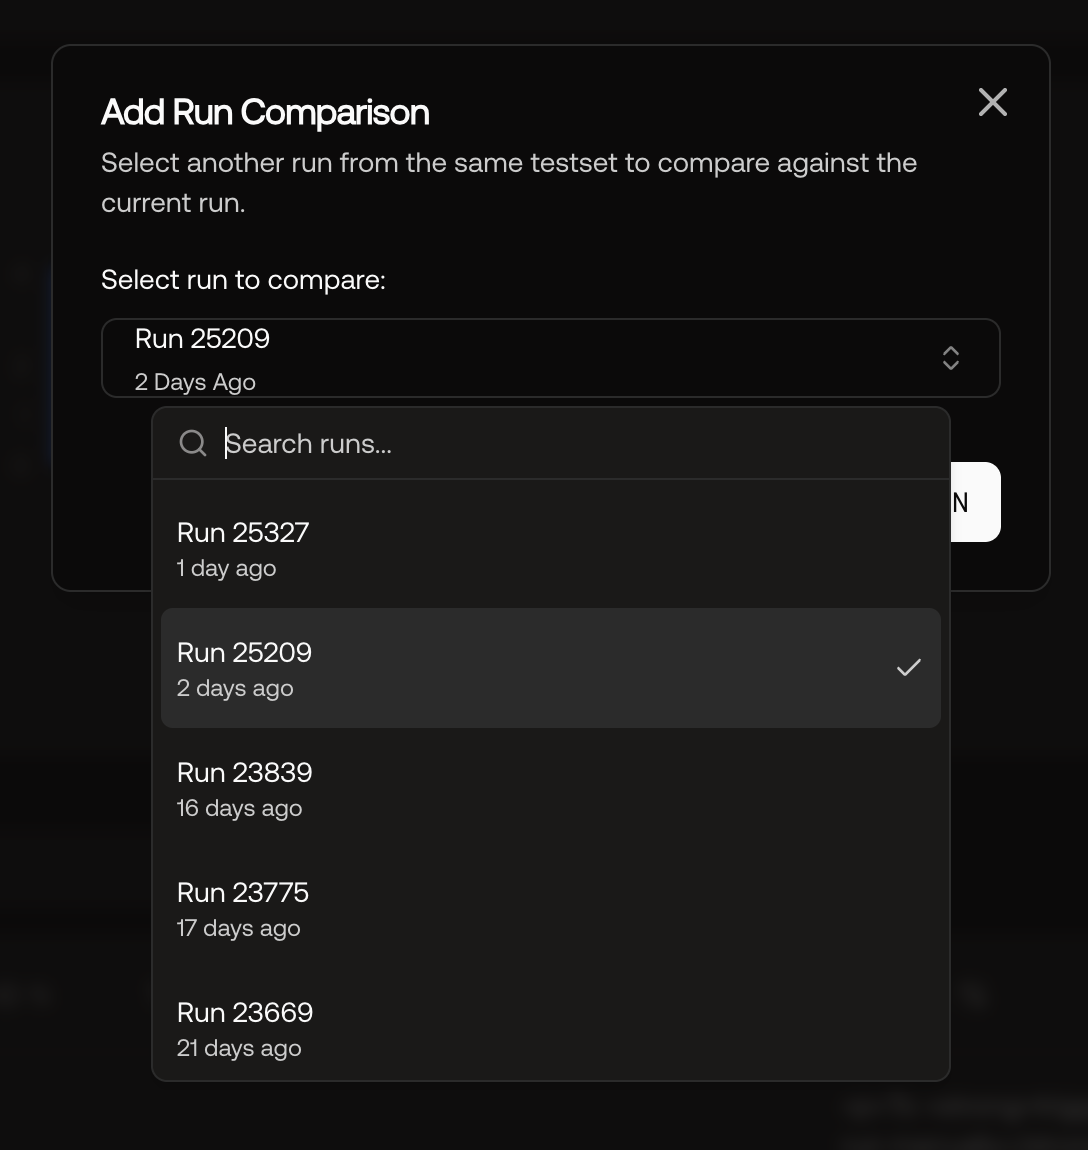 Add Run Comparison
Select another run from the same testset to compare against the
current run.
Select run to compare:
Run 25209
2 Days Ago
Search runs...
N
Run 25327
1 day ago
Run 25209
2 days ago
Run 23839
16 days ago
Run 23775
17 days ago
Run 23669
21 days ago